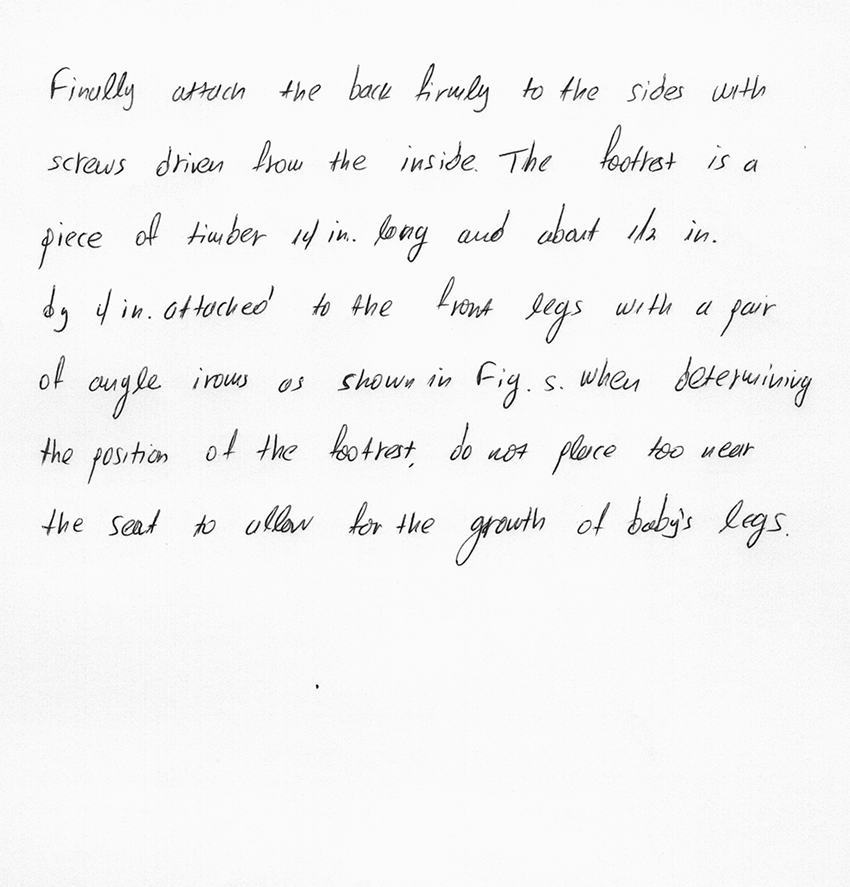 Finally attach the back firmly to the sides with
screws driven from the inside. The footrest is a
piece of timber 14 in. long and about 1/2 in.
by 4 in. attached to the front legs with a pair
of angle irons as shown in Fig. 5. When determining
the position of the footrest, do not place too near
the seat to allow for the growth of baby's legs.